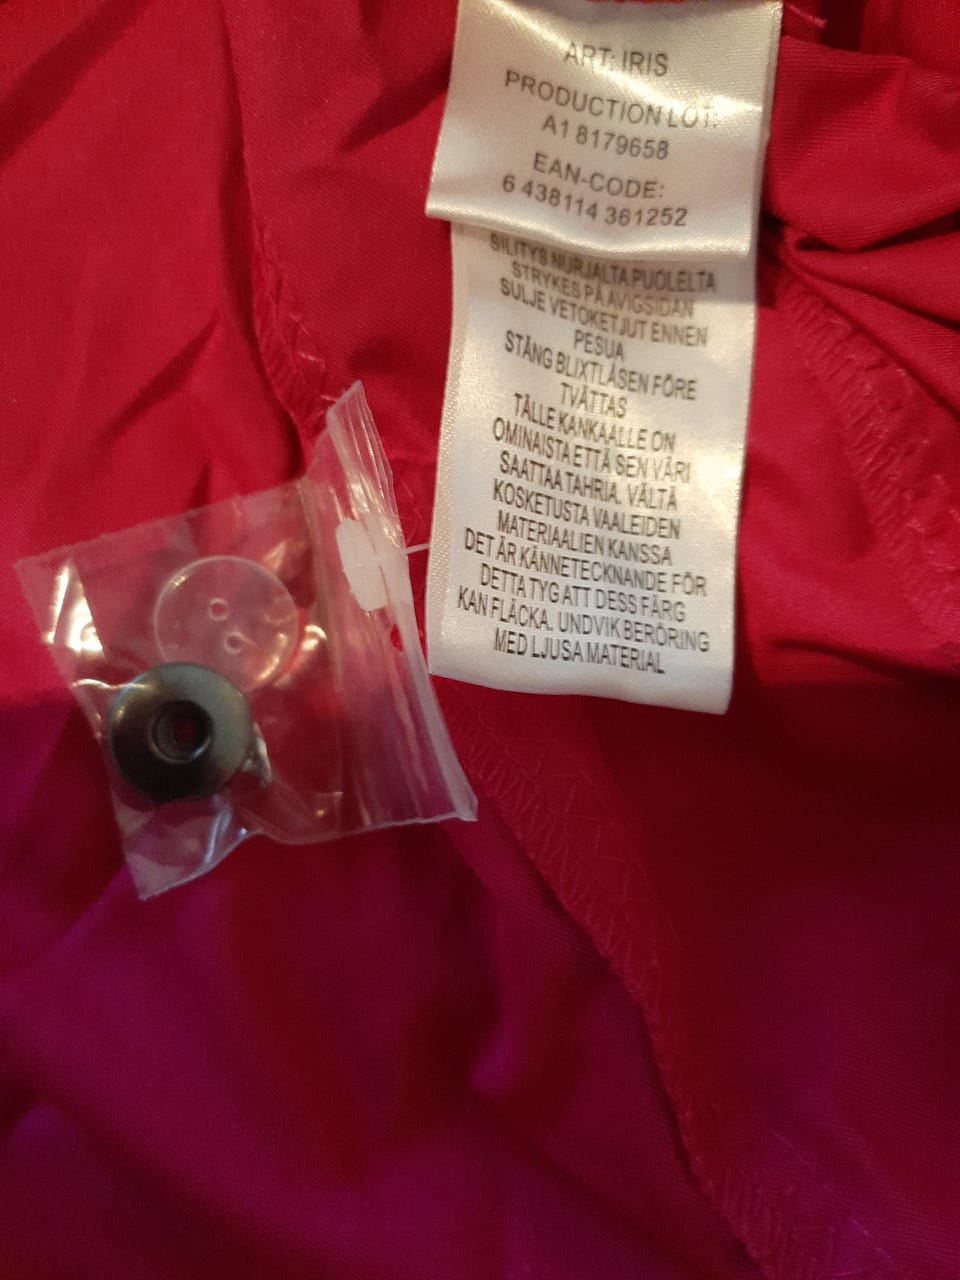 ART: IRIS
PRODUCTION LOT:
A1 8179658
EAN-CODE:
6 438114 361252
SILITYS NURJALTA PUOLELTA
STRYKES PÅ AVIGSIDAN
SULJE VETOKETJUT ENNEN
PESUA
STÄNG BLIXTLÅSEN FÖRE
TVÄTTAS
TÄLLE KANKAALLE ON
OMINAISTA ETTÄ SEN VÄRI
SAATTAA TAHRIA. VÄLTÄ
KOSKETUSTA VAALEIDEN
MATERIAALIEN KANSSA
DET ÄR KÄNNETECKNANDE FÖR
DETTA TYG ATT DESS FÄRG
KAN FLÄCKA. UNDVIK BERÖRING
MED LJUSA MATERIAL